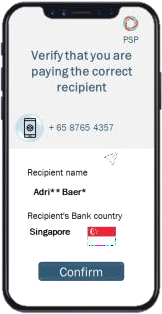 PSP
Verify that you are
paying the correct
recipient
+ 65 8765 4357
Recipient name
Adri** Baer*
Recipient's Bank country
Singapore
Confirm